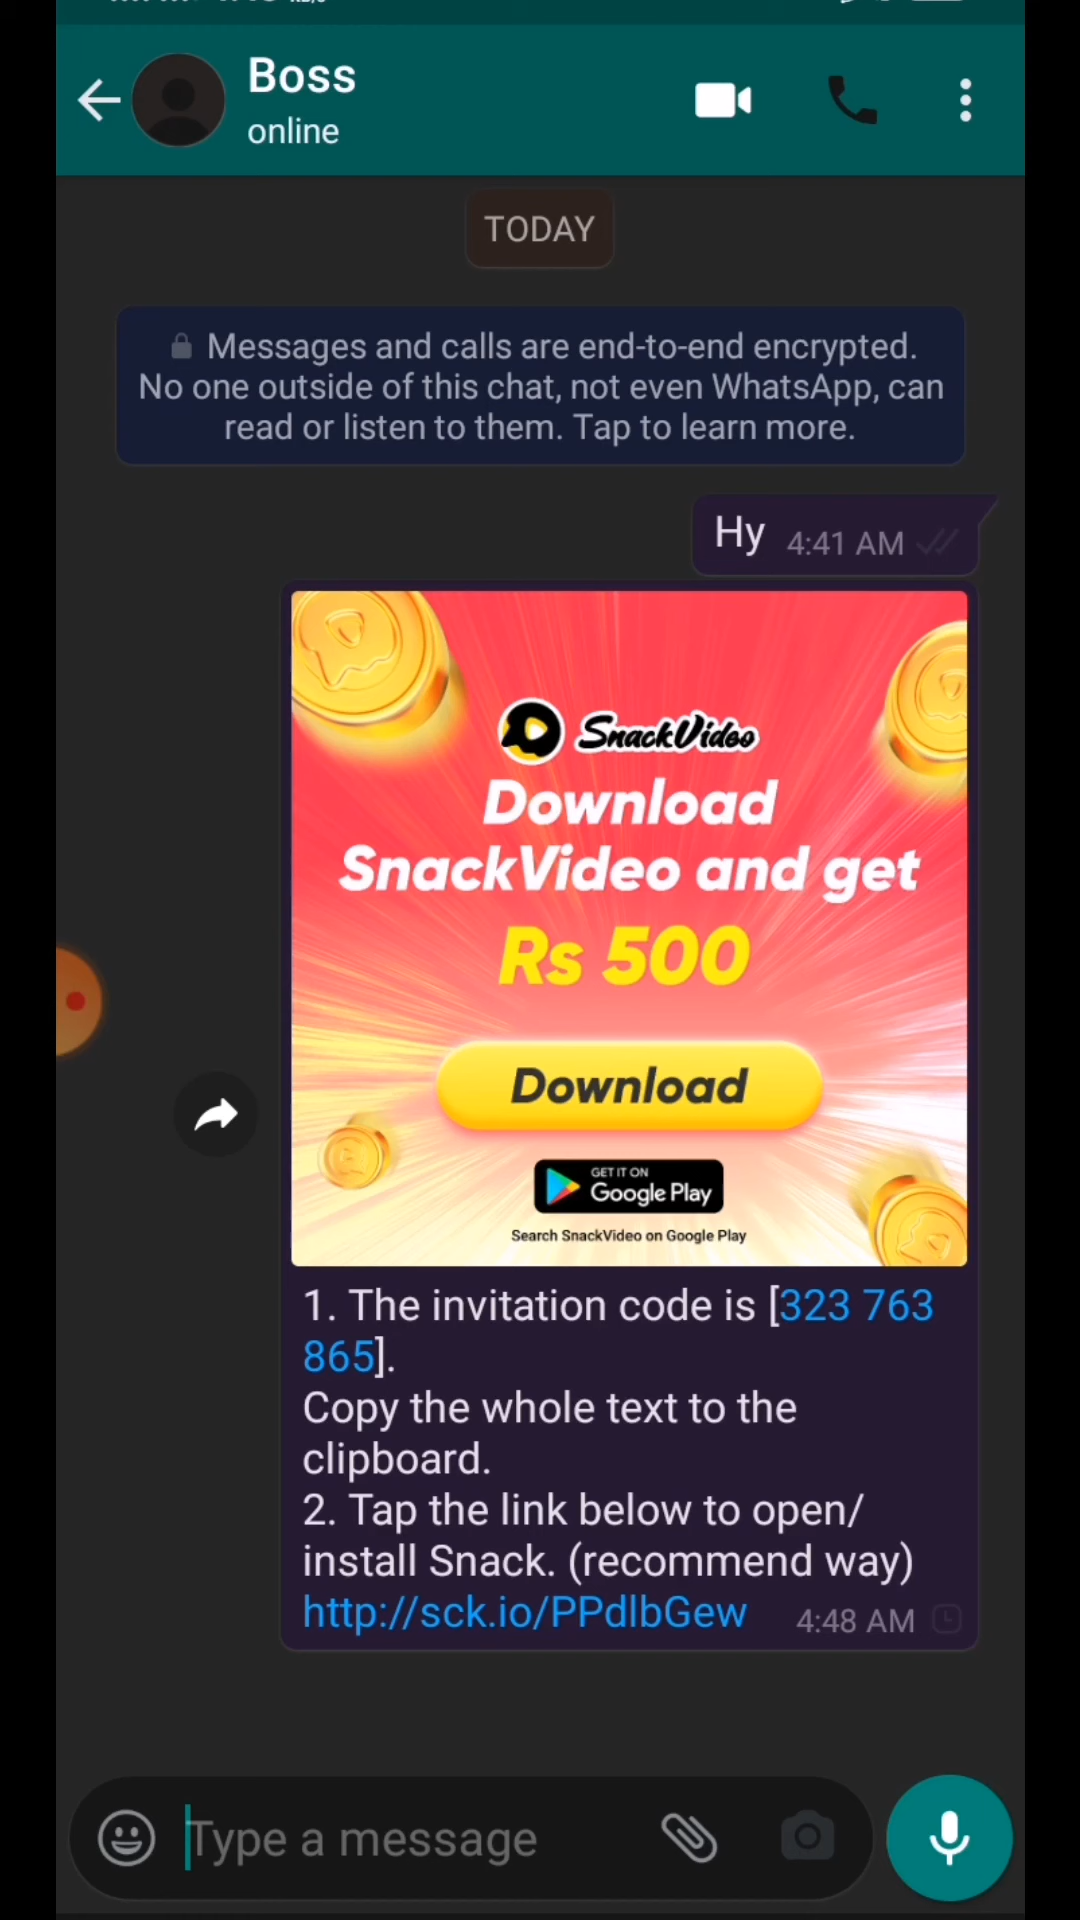 Boss
online
TODAY
Messages and calls are end-to-end encrypted.
No one outside of this chat, not even WhatsApp, can
read or listen to them. Tap to learn more.
Hy 4:41 AM
SnackVideo
Download
SnackVideo and get
Rs 500
Download
GET IT ON
Google Play
Search SnackVideo on Google Play
1. The invitation code is [323 763
865].
Copy the whole text to the
clipboard.
2. Tap the link below to open/
install Snack. (recommend way)
http://sck.io/PPdlbGew 4:48 AM
Type a message